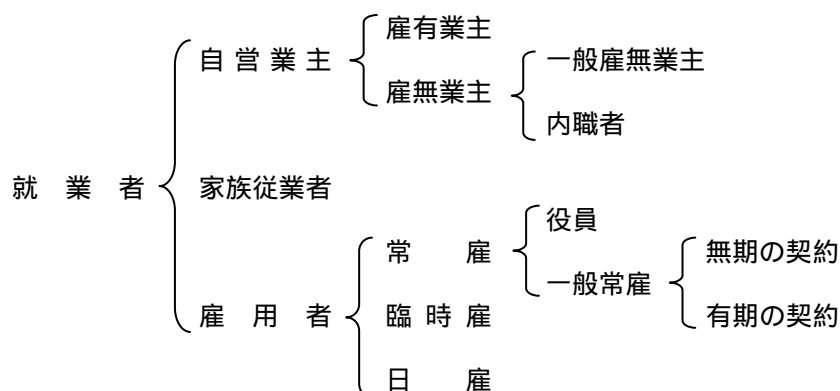 雇有業主
自営業主
一般雇無業主
雇無業主
内職者
就業者
家族従業者
役員
常雇
無期の契約
一般常雇
雇用者
臨時雇
有期の契約
日雇